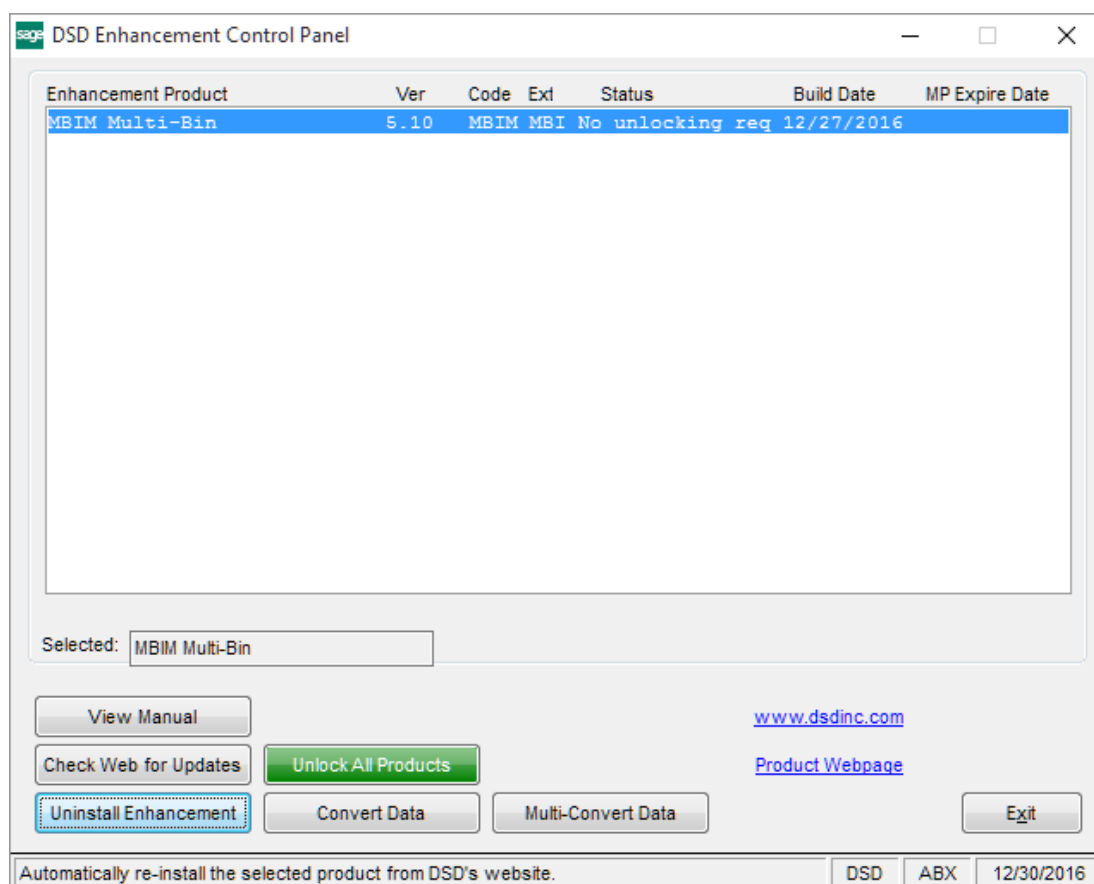 sage DSD Enhancement Control Panel
Enhancement Product Ver Code Ext Status Build Date MP Expire Date
MBIM Multi-Bin 5.10 MBIM MBI No unlocking req 12/27/2016
Selected: MBIM Multi-Bin
View Manual www.dsdinc.com
Check Web for Updates Unlock All Products Product Webpage
Uninstall Enhancement Convert Data Multi-Convert Data Exit
Automatically re-install the selected product from DSD's website. DSD ABX 12/30/2016